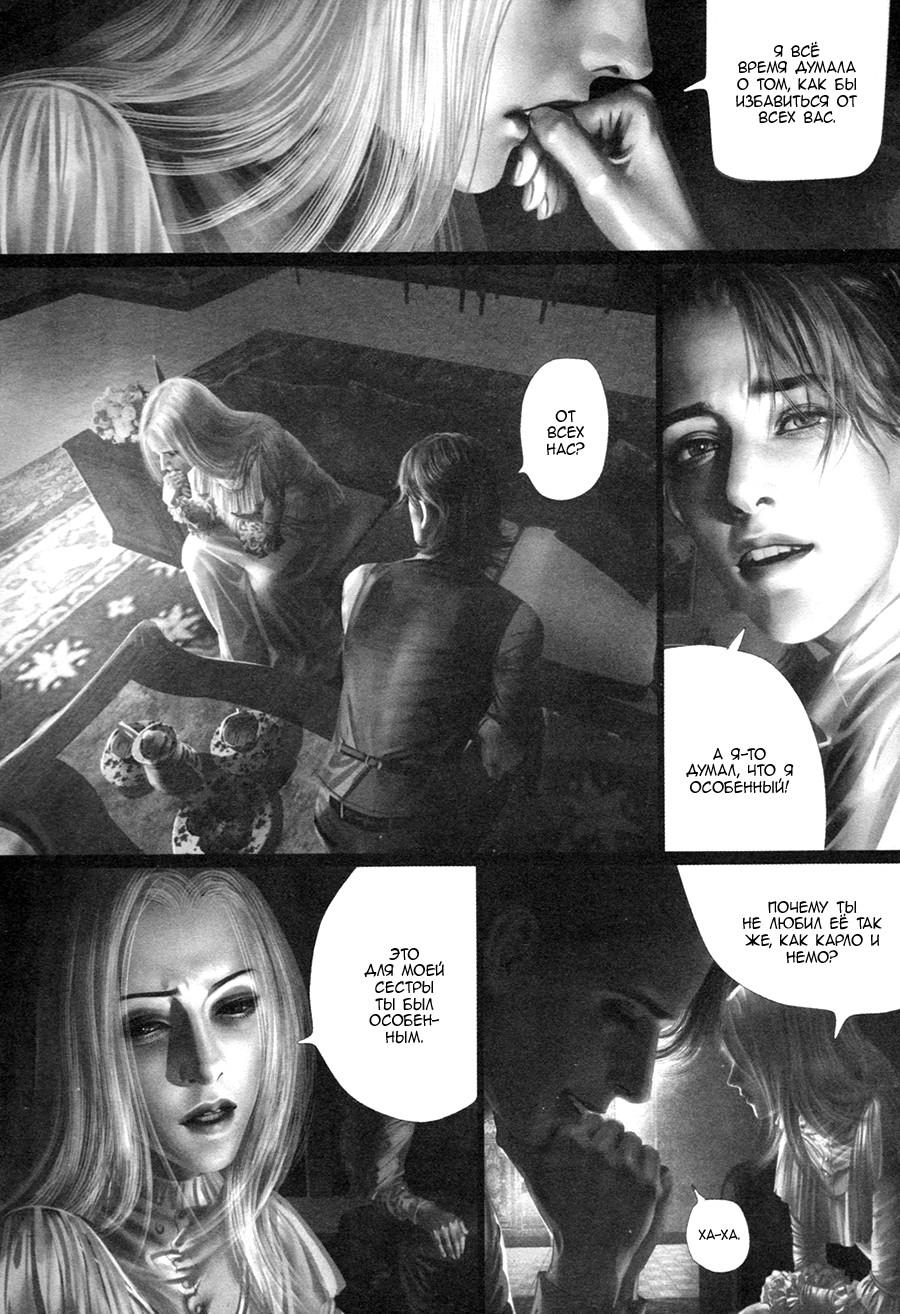 Я ВСЁ
ВРЕМЯ ДУМАЛА
О ТОМ, КАК БЫ
ИЗБАВИТЬСЯ ОТ
ВСЕХ ВАС.
ОТ
ВСЕХ
НАС?
А Я-ТО
ДУМАЛ, ЧТО Я
ОСОБЕННЫЙ!
ЭТО
ДЛЯ МОЕЙ
СЕСТРЫ
ТЫ БЫЛ
ОСОБЕН-
НЫМ.
ПОЧЕМУ ТЫ
НЕ ЛЮБИЛ ЕЁ ТАК
ЖЕ, КАК КАРЛО И
НЕМО?
ХА-ХА.